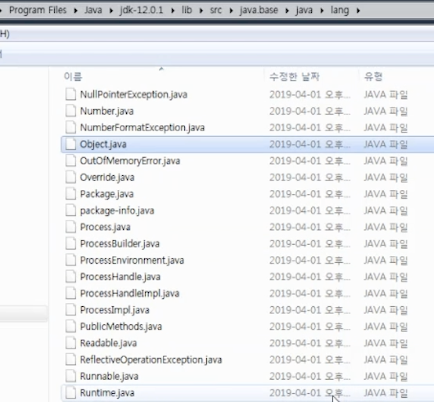 Program Files ▸ Java ▸ jdk-12.0.1 ▸ lib ▸ src ▸ java.base ▸ java ▸ lang ▸
H)
이름 수정한 날짜 유형
NullPointerException.java 2019-04-01 오후... JAVA 파일
Number.java 2019-04-01 오후... JAVA 파일
NumberFormatException.java 2019-04-01 오후... JAVA 파일
Object.java 2019-04-01 오후... JAVA 파일
OutOfMemoryError.java 2019-04-01 오후... JAVA 파일
Override.java 2019-04-01 오후... JAVA 파일
Package.java 2019-04-01 오후... JAVA 파일
package-info.java 2019-04-01 오후... JAVA 파일
Process.java 2019-04-01 오후... JAVA 파일
ProcessBuilder.java 2019-04-01 오후... JAVA 파일
ProcessEnvironment.java 2019-04-01 오후... JAVA 파일
ProcessHandle.java 2019-04-01 오후... JAVA 파일
ProcessHandleImpl.java 2019-04-01 오후... JAVA 파일
ProcessImpl.java 2019-04-01 오후... JAVA 파일
PublicMethods.java 2019-04-01 오후... JAVA 파일
Readable.java 2019-04-01 오후... JAVA 파일
ReflectiveOperationException.java 2019-04-01 오후... JAVA 파일
Runnable.java 2019-04-01 오후... JAVA 파일
Runtime.java 2019-04-01 오후... JAVA 파일